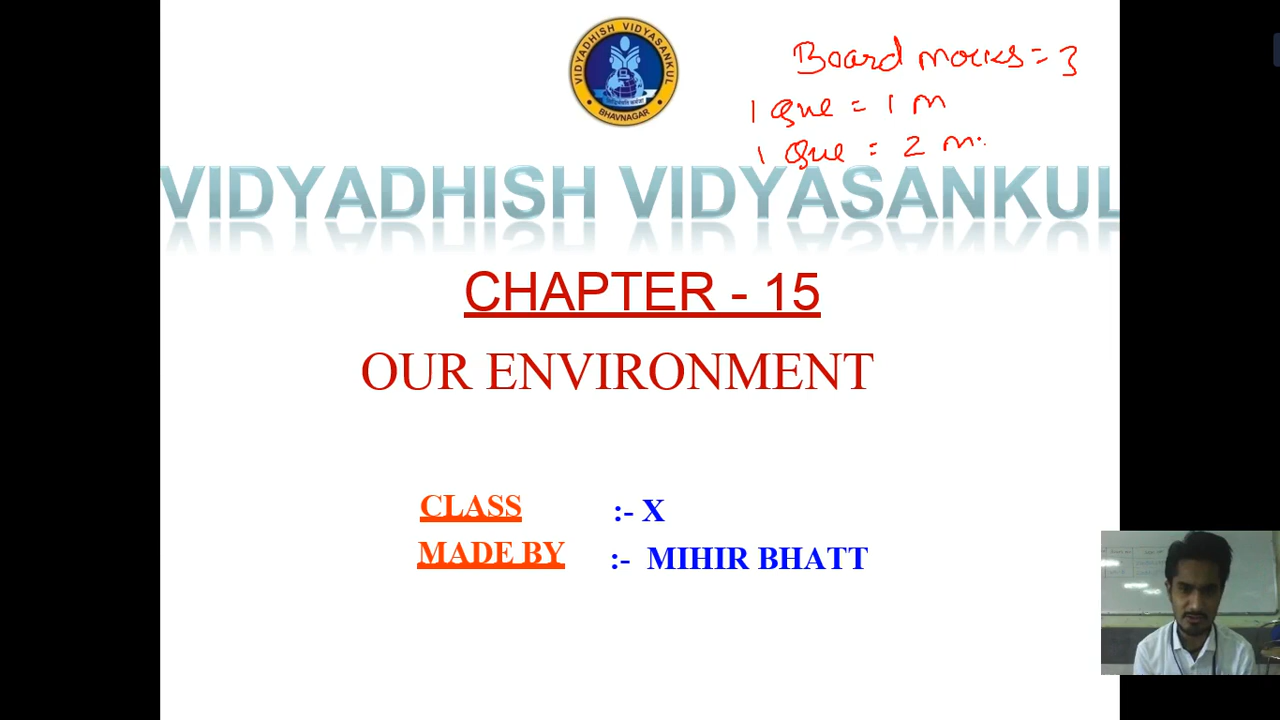 VIDYADHISH VIDYASANKUL
BHAVNAGAR
Board marks = 3
1 Que = 1 m
1 Que = 2 m.
VIDYADHISH VIDYASANKUL
CHAPTER - 15
OUR ENVIRONMENT
CLASS :- X
MADE BY :- MIHIR BHATT